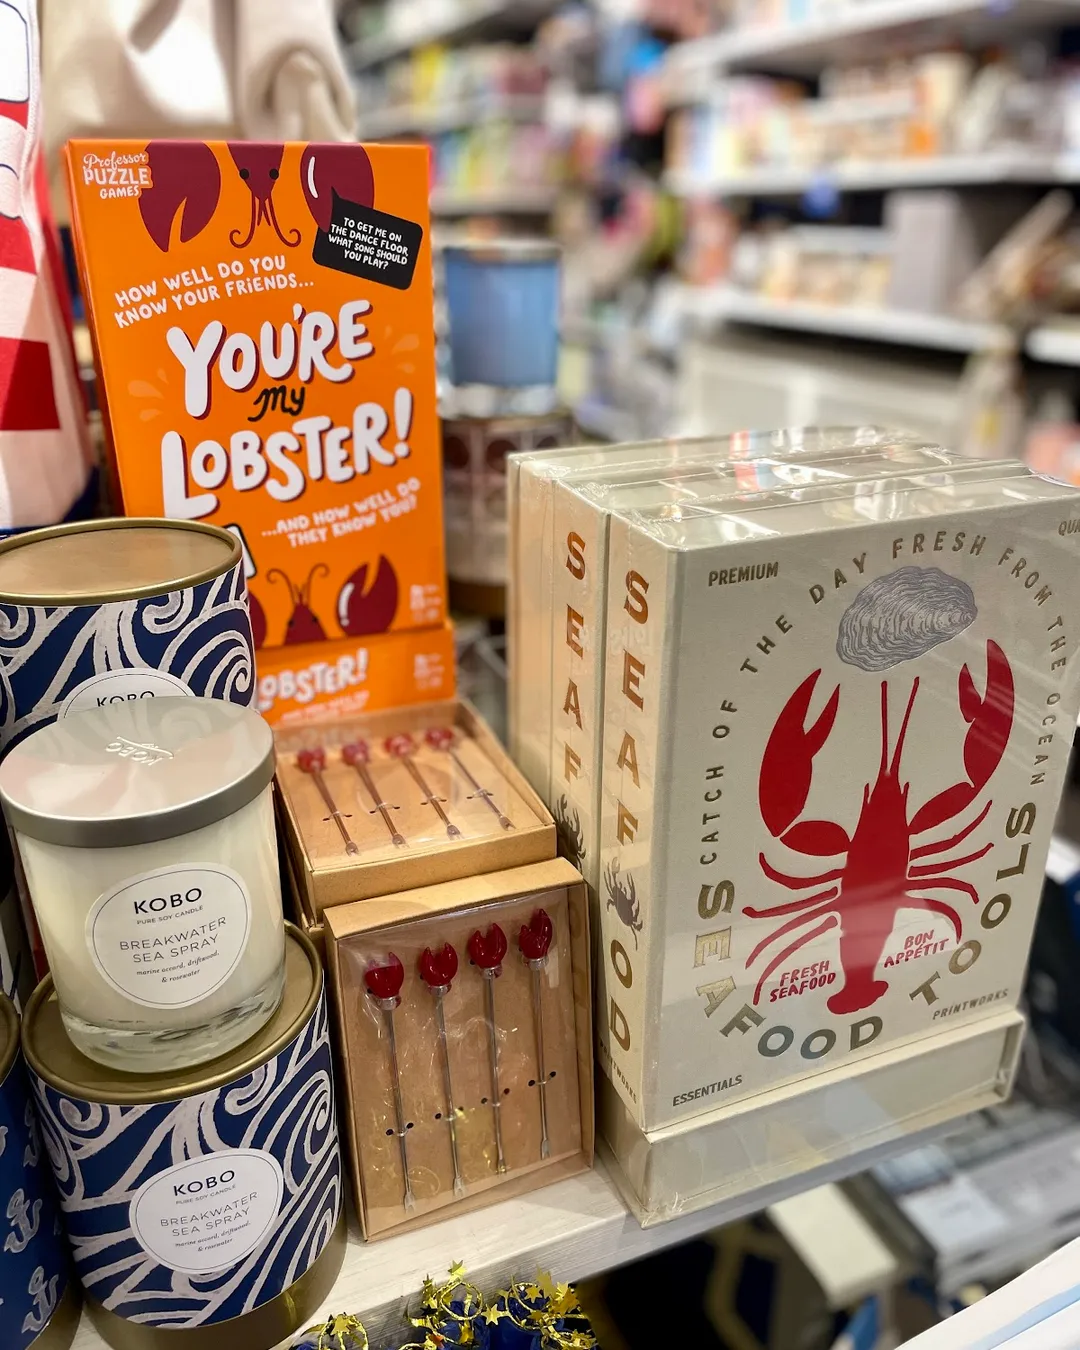 Professor
PUZZLE
GAMES
TO GET ME ON
THE DANCE FLOOR,
WHAT SONG SHOULD
YOU PLAY?
HOW WELL DO YOU
KNOW YOUR FRIENDS...
YOU'RE
my
LOBSTER!
...AND HOW WELL DO
THEY KNOW YOU?
LOBSTER!
KOBO
KOBO
KOBO
PURE SOY CANDLE
BREAKWATER
SEA SPRAY
marine accord, driftwood,
& rosewater
KOBO
PURE SOY CANDLE
BREAKWATER
SEA SPRAY
marine accord, driftwood,
& rosewater
SEAF
SEAFOOD
PREMIUM
CATCH OF THE DAY FRESH FROM THE OCEAN
SEAFOOD TOOLS
FRESH
SEAFOOD
BON
APPÉTIT
PRINTWORKS
ESSENTIALS